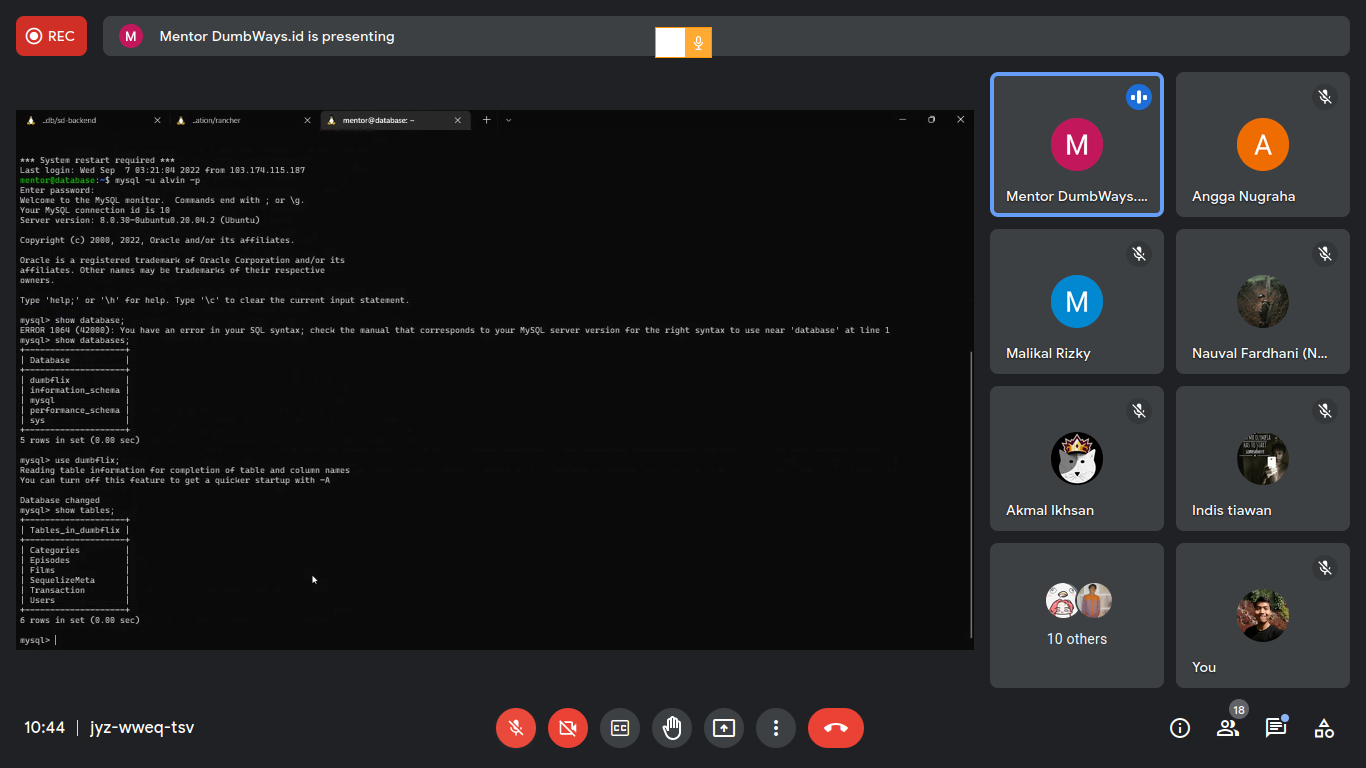 REC
M
Mentor DumbWays.id is presenting
..db/sd-backend
..ation/rancher
mentor@database: ~
*** System restart required ***
Last login: Wed Sep  7 03:21:04 2022 from 103.174.115.187
mentor@database:~$ mysql -u alvin -p
Enter password:
Welcome to the MySQL monitor.  Commands end with ; or \g.
Your MySQL connection id is 10
Server version: 8.0.30-0ubuntu0.20.04.2 (Ubuntu)
Copyright (c) 2000, 2022, Oracle and/or its affiliates.
Oracle is a registered trademark of Oracle Corporation and/or its
affiliates. Other names may be trademarks of their respective
owners.
Type 'help;' or '\h' for help. Type '\c' to clear the current input statement.
mysql> show database;
ERROR 1064 (42000): You have an error in your SQL syntax; check the manual that corresponds to your MySQL server version for the right syntax to use near 'database' at line 1
mysql> show databases;
+--------------------+
| Database           |
+--------------------+
| dumbflix           |
| information_schema |
| mysql              |
| performance_schema |
| sys                |
+--------------------+
5 rows in set (0.00 sec)
mysql> use dumbflix;
Reading table information for completion of table and column names
You can turn off this feature to get a quicker startup with -A
Database changed
mysql> show tables;
+--------------------+
| Tables_in_dumbflix |
+--------------------+
| Categories         |
| Episodes           |
| Films              |
| SequelizeMeta      |
| Transaction        |
| Users              |
+--------------------+
6 rows in set (0.00 sec)
mysql>
M
Mentor DumbWays....
A
Angga Nugraha
M
Malikal Rizky
Nauval Fardhani (N...
Akmal Ikhsan
Indis tiawan
10 others
You
10:44 | jyz-wweq-tsv
CC
18